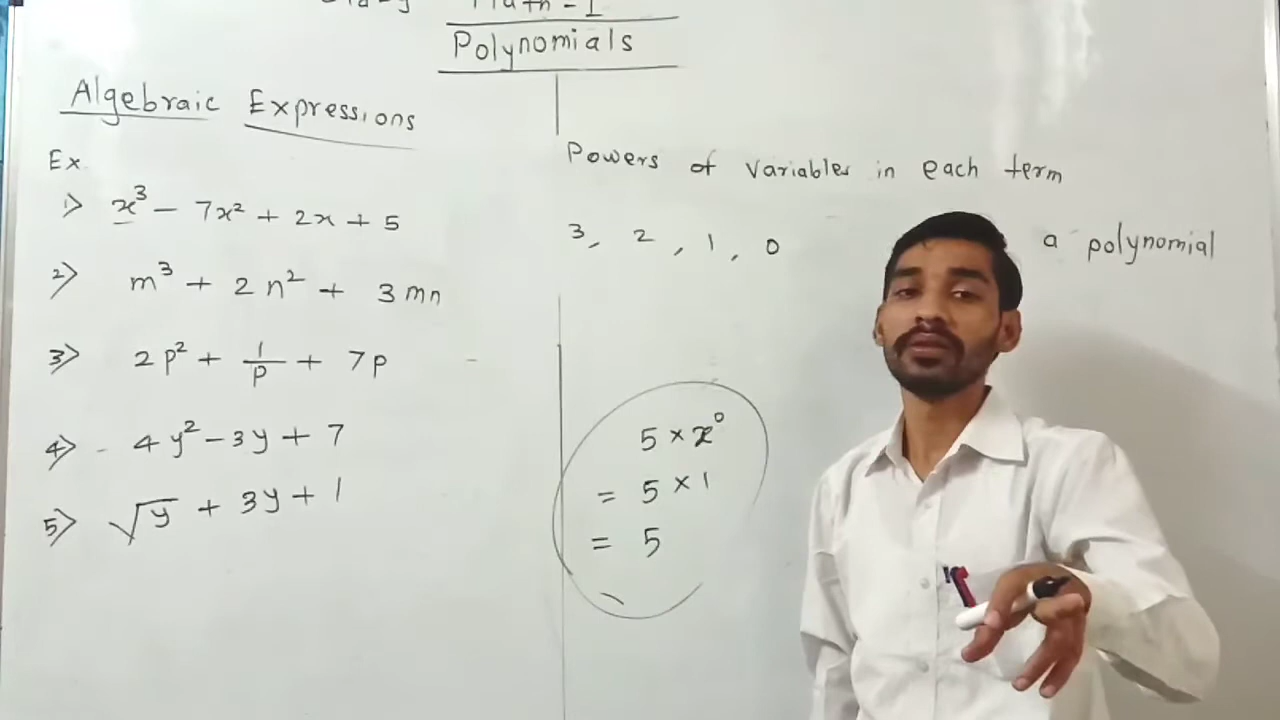 Math - I
Polynomials
Algebraic Expressions
Ex.
1> x³ - 7x² + 2x + 5
2> m³ + 2n² + 3mn
3> 2p² + 1/p + 7p
4> 4y² - 3y + 7
5> √y + 3y + 1
Powers of variables in each term
3, 2, 1, 0
a polynomial
5 × x⁰
= 5 × 1
= 5